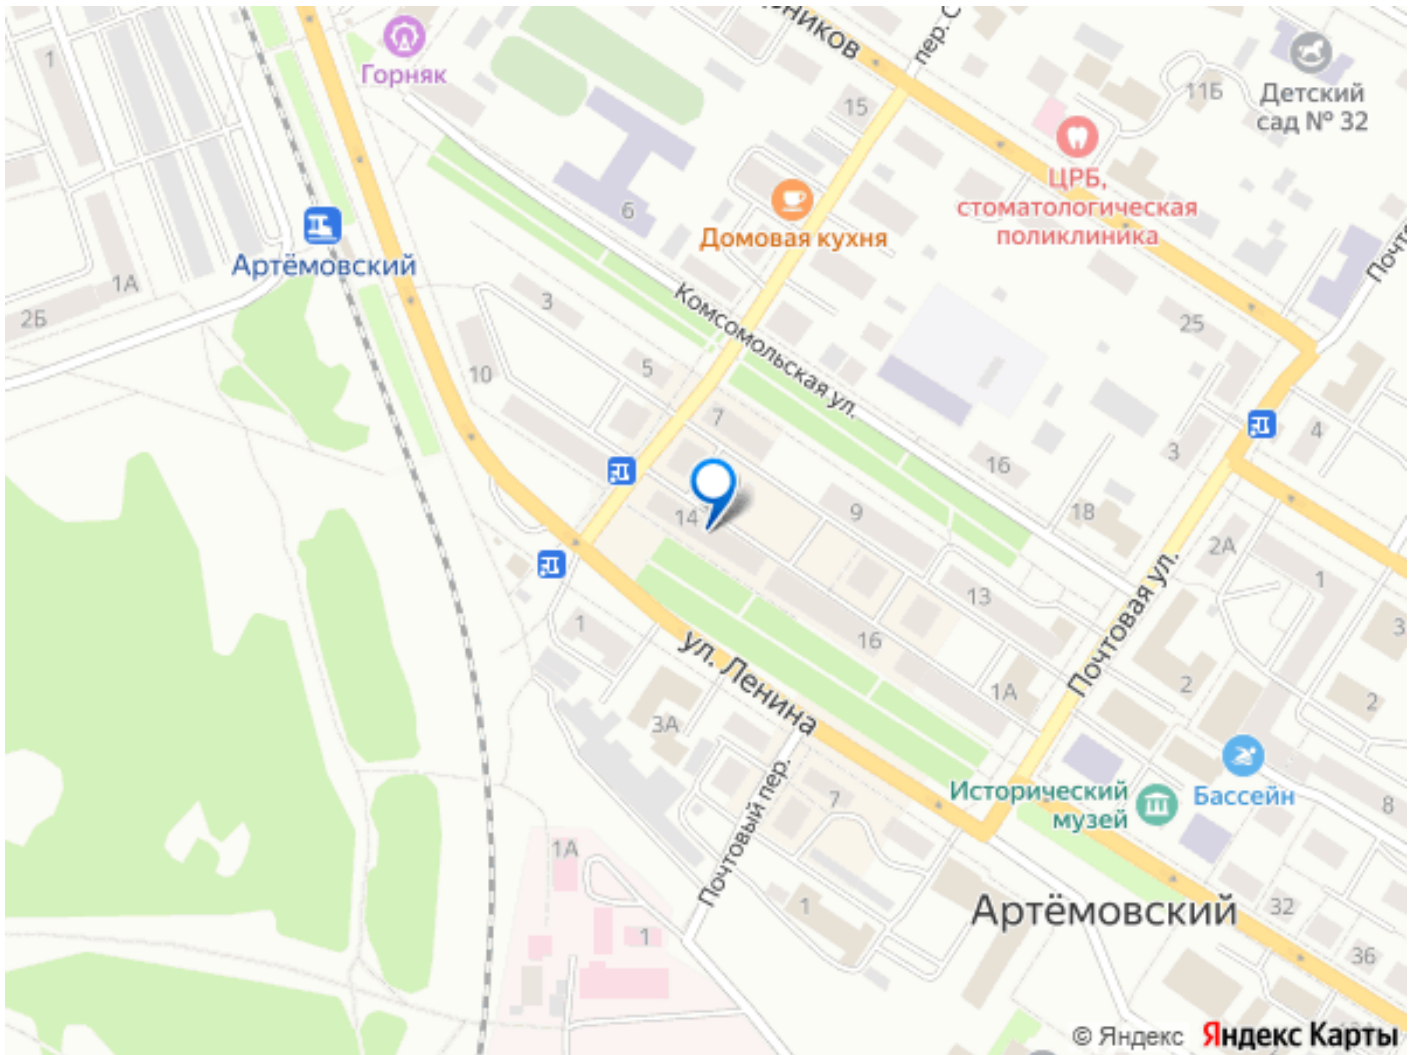 Горняк
НИКОВ
пер. С
1
15
11Б
Детский
сад № 32
ЦРБ,
стоматологическая
поликлиника
Домовая кухня
6
Почт
Артёмовский
1А
2Б
3
Комсомольская ул.
25
5
10
7
3
4
16
14
9
18
2А
1
13
Почтовая ул.
1
16
3
ул. Ленина
1А
2
2
3А
Исторический
музей
Бассейн
7
8
Почтовый пер.
1А
1
1
Артёмовский
32
36
© Яндекс
Яндекс Карты